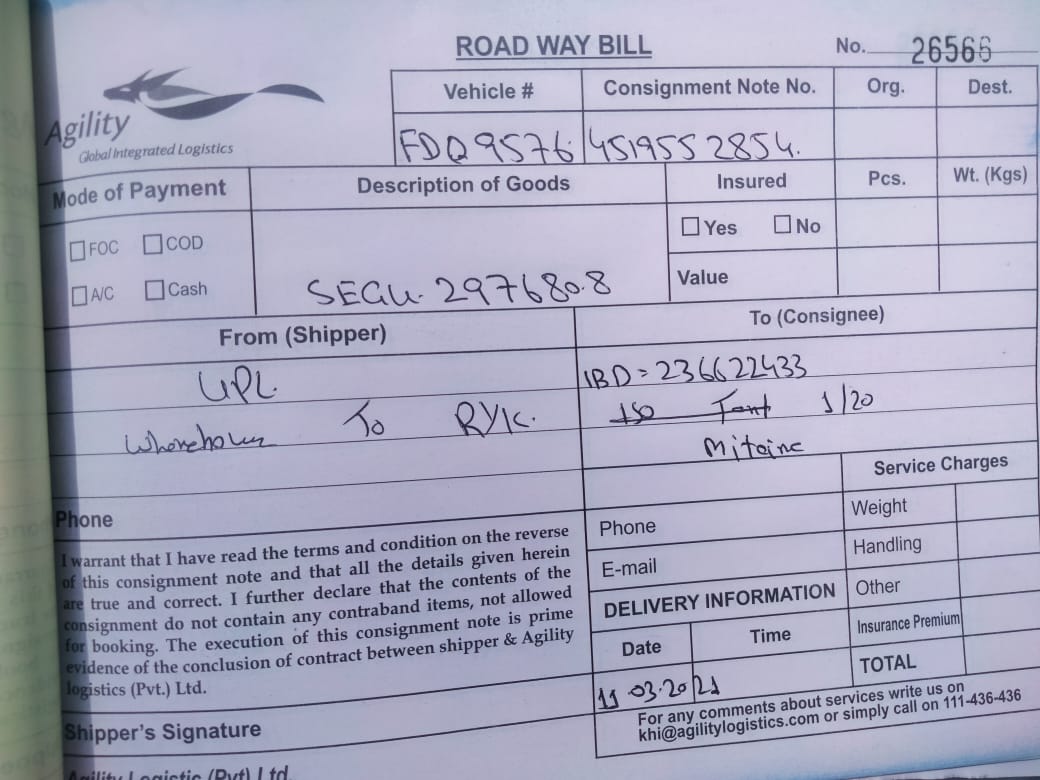 ROAD WAY BILL
No. 26566
Agility
Global Integrated Logistics
Vehicle # Consignment Note No. Org. Dest.
FDQ9576 4519552854.
Mode of Payment Description of Goods Insured Pcs. Wt. (Kgs)
FOC COD Yes No
A/C Cash SEGU. 297680.8 Value
From (Shipper) To (Consignee)
UPL. IBD = 236622433
To RYK. 1/20
Phone
Service Charges
Phone Weight
E-mail Handling
I warrant that I have read the terms and condition on the reverse
of this consignment note and that all the details given herein
are true and correct. I further declare that the contents of the
consignment do not contain any contraband items, not allowed
for booking. The execution of this consignment note is prime
evidence of the conclusion of contract between shipper & Agility
logistics (Pvt.) Ltd.
DELIVERY INFORMATION Other
Date Time Insurance Premium
TOTAL
11 03.2021
Shipper's Signature
For any comments about services write us on
khi@agilitylogistics.com or simply call on 111-436-436
Agility Logistic (Pvt) Ltd.